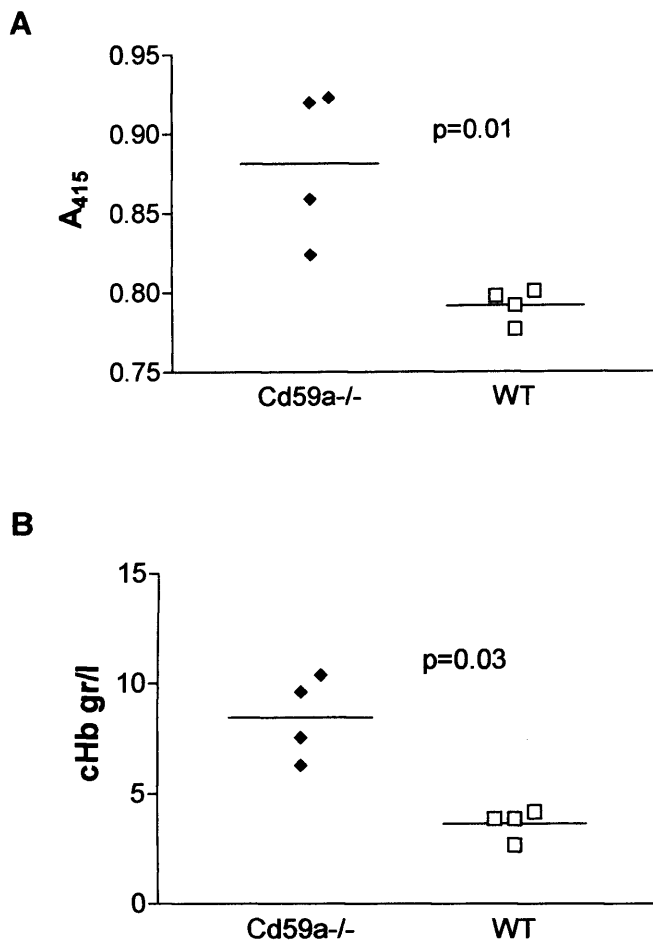 A
0.95
0.90
0.85
0.80
0.75
A415
p=0.01
Cd59a-/-
WT
B
15
10
5
0
cHb gr/l
p=0.03
Cd59a-/-
WT